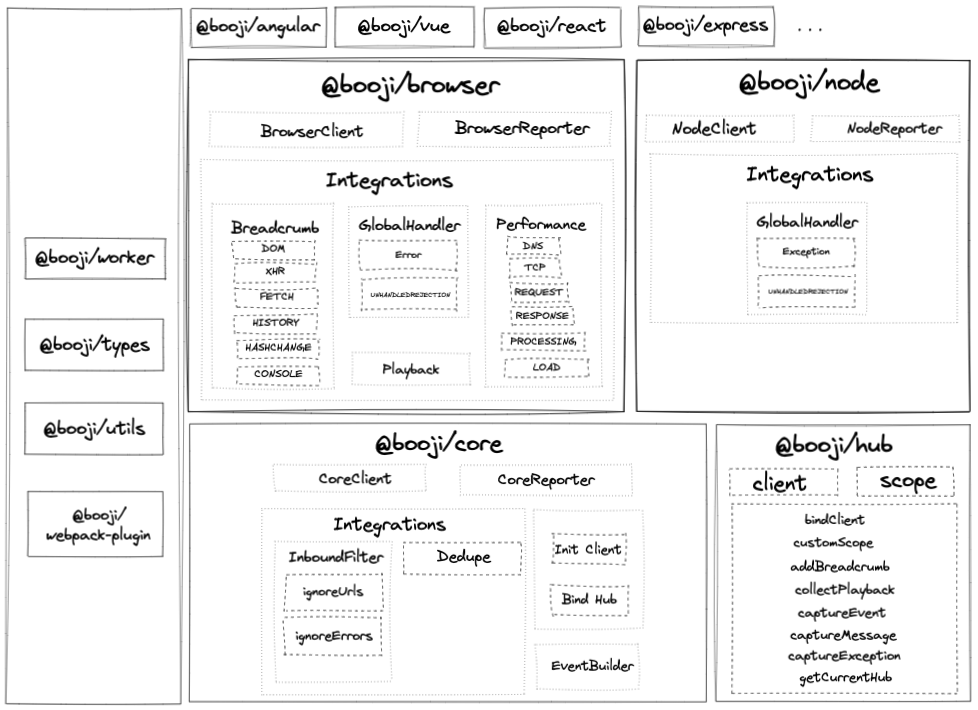 @booji/angular
@booji/vue
@booji/react
@booji/express
...
@booji/worker
@booji/types
@booji/utils
@booji/
webpack-plugin
@booji/browser
BrowserClient
BrowserReporter
Integrations
Breadcrumb
DOM
XHR
FETCH
HISTORY
HASHCHANGE
CONSOLE
GlobalHandler
Error
UNHANDLEDREJECTION
Playback
Performance
DNS
TCP
REQUEST
RESPONSE
PROCESSING
LOAD
@booji/node
NodeClient
NodeReporter
Integrations
GlobalHandler
Exception
UNHANDLEDREJECTION
@booji/core
CoreClient
CoreReporter
Integrations
InboundFilter
ignoreUrls
ignoreErrors
Dedupe
Init Client
Bind Hub
EventBuilder
@booji/hub
client
scope
bindClient
customScope
addBreadcrumb
collectPlayback
captureEvent
captureMessage
captureException
getCurrentHub